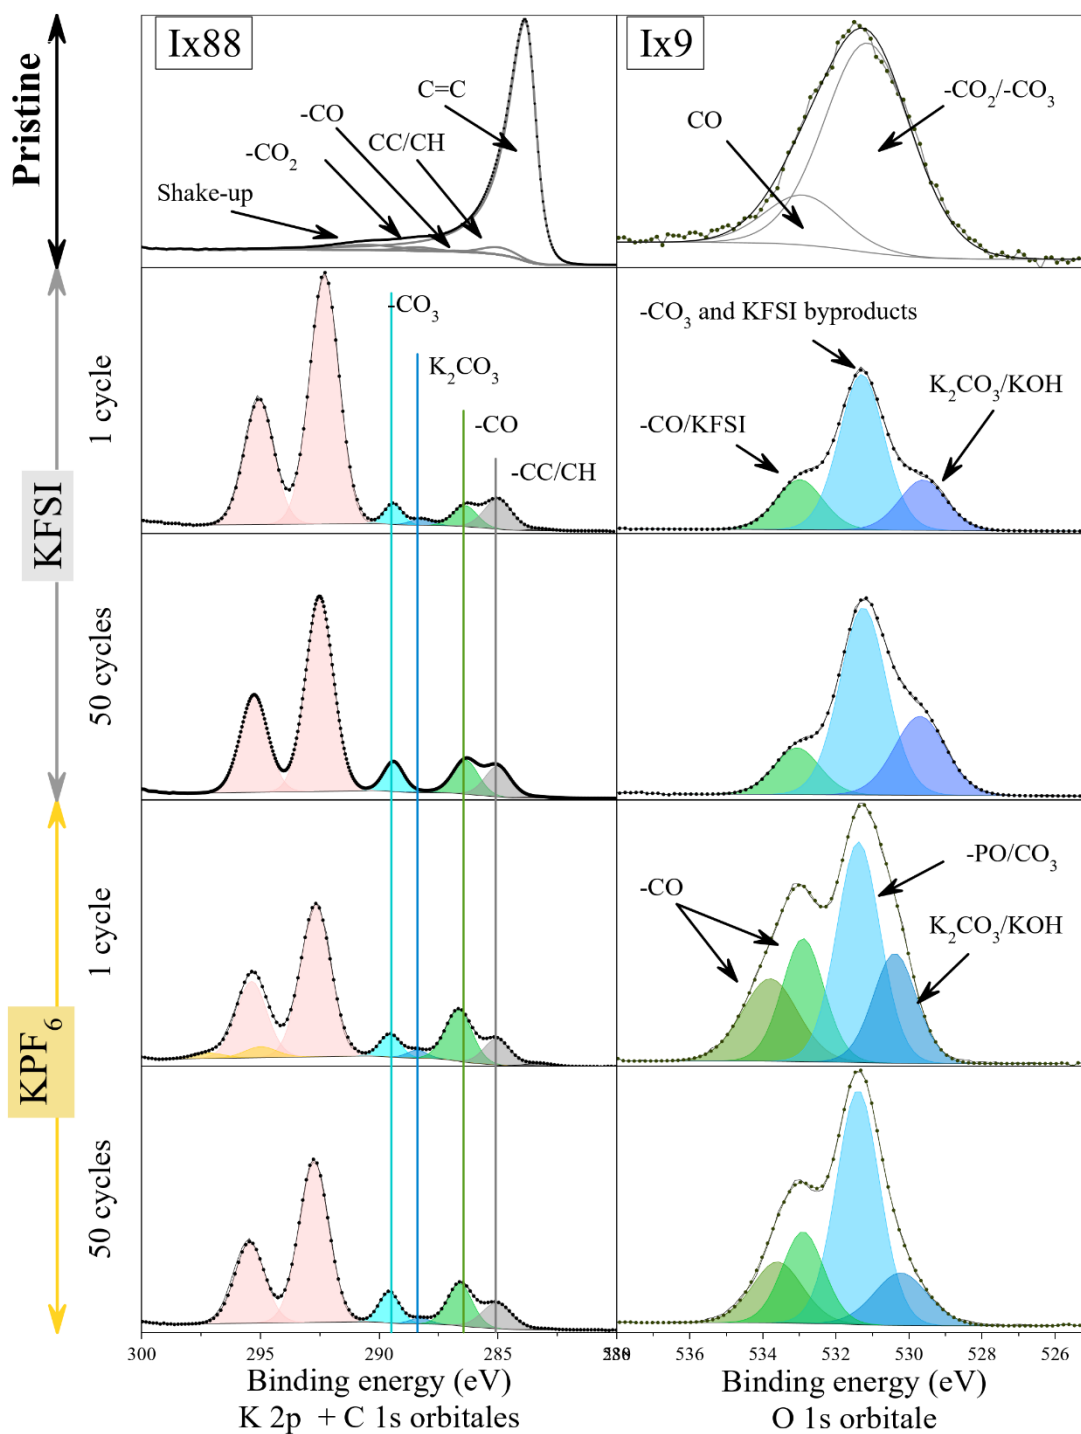 Pristine
Ix88
C=C
-CO
CC/CH
-CO₂
Shake-up
Ix9
-CO₂/-CO₃
CO
KFSI
1 cycle
-CO₃
K₂CO₃
-CO
-CC/CH
-CO₃ and KFSI byproducts
K₂CO₃/KOH
-CO/KFSI
50 cycles
KPF₆
1 cycle
-PO/CO₃
-CO
K₂CO₃/KOH
50 cycles
300 295 290 285
536 534 532 530 528 526
Binding energy (eV)
K 2p + C 1s orbitales
Binding energy (eV)
O 1s orbitale